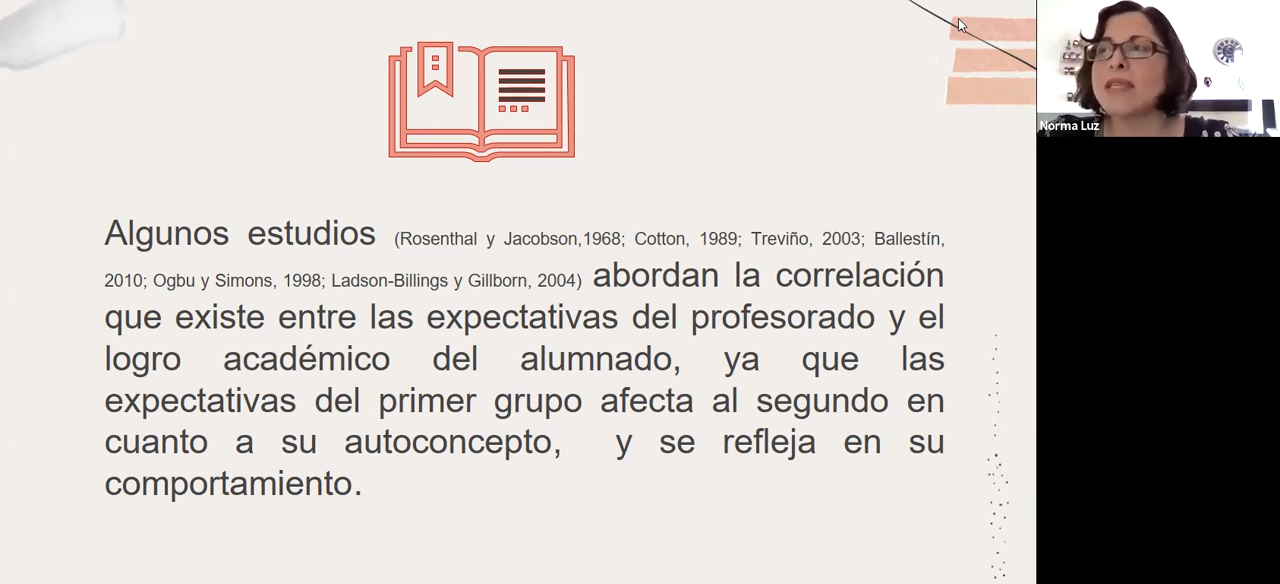 Algunos estudios (Rosenthal y Jacobson,1968; Cotton, 1989; Treviño, 2003; Ballestín,
2010; Ogbu y Simons, 1998; Ladson-Billings y Gillborn, 2004) abordan la correlación
que existe entre las expectativas del profesorado y el
logro académico del alumnado, ya que las
expectativas del primer grupo afecta al segundo en
cuanto a su autoconcepto, y se refleja en su
comportamiento.
Norma Luz